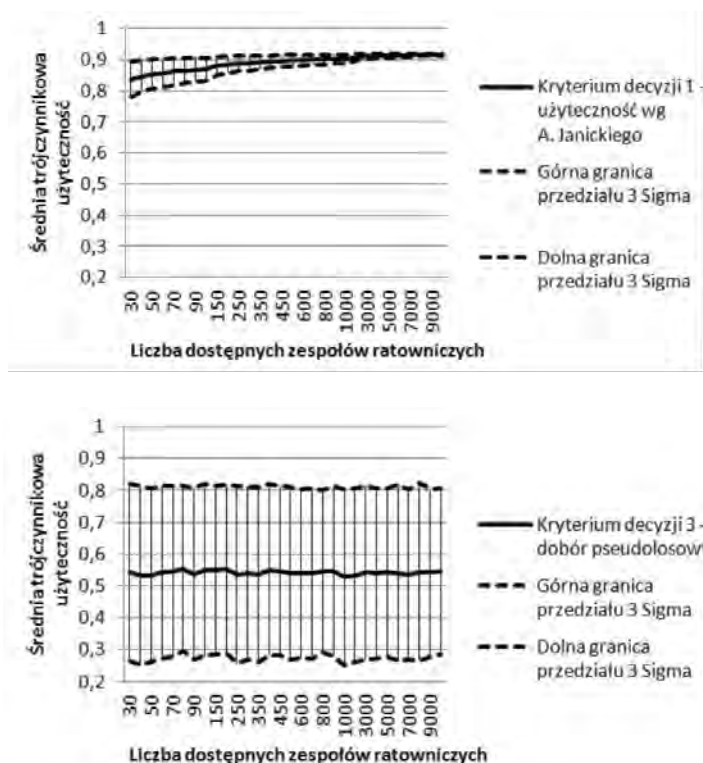 Średnia trójczynnikowa
użyteczność
1
0,9
0,8
0,7
0,6
0,5
0,4
0,3
0,2
30
50
70
90
150
250
350
450
600
800
1000
3000
5000
7000
9000
Liczba dostępnych zespołów ratowniczych
Kryterium decyzji 1 -
użyteczność wg
A. Janickiego
Górna granica
przedziału 3 Sigma
Dolna granica
przedziału 3 Sigma
Średnia trójczynnikowa
użyteczność
1
0,9
0,8
0,7
0,6
0,5
0,4
0,3
0,2
30
50
70
90
150
250
350
450
600
800
1000
3000
5000
7000
9000
Liczba dostępnych zespołów ratowniczych
Kryterium decyzji 3 -
dobór pseudolosow
Górna granica
przedziału 3 Sigma
Dolna granica
przedziału 3 Sigma